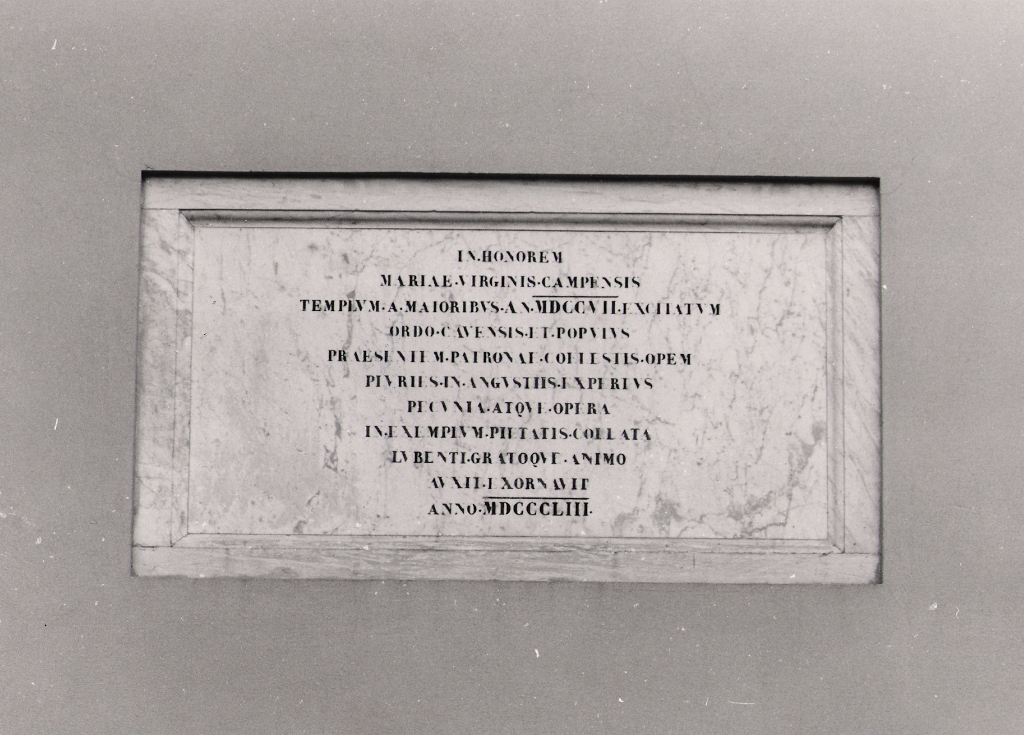 IN·HONOREM
MARIAE·VIRGINIS·CAMPENSIS
TEMPLVM·A·MAIORIBVS·AN·MDCCVII·EXCITATVM
ORDO·CAVENSIS·ET·POPVLVS
PRAESENTEM·PATRONAE·COELESTIS·OPEM
PLVRIES·IN·ANGVSTIIS·EXPERTVS
PECVNIA·ATQVE·OPERA
IN·EXEMPLVM·PIETATIS·COLLATA
LVBENTI·GRATOQVE·ANIMO
AVXIT·EXORNAVIT
ANNO·MDCCCLIII·